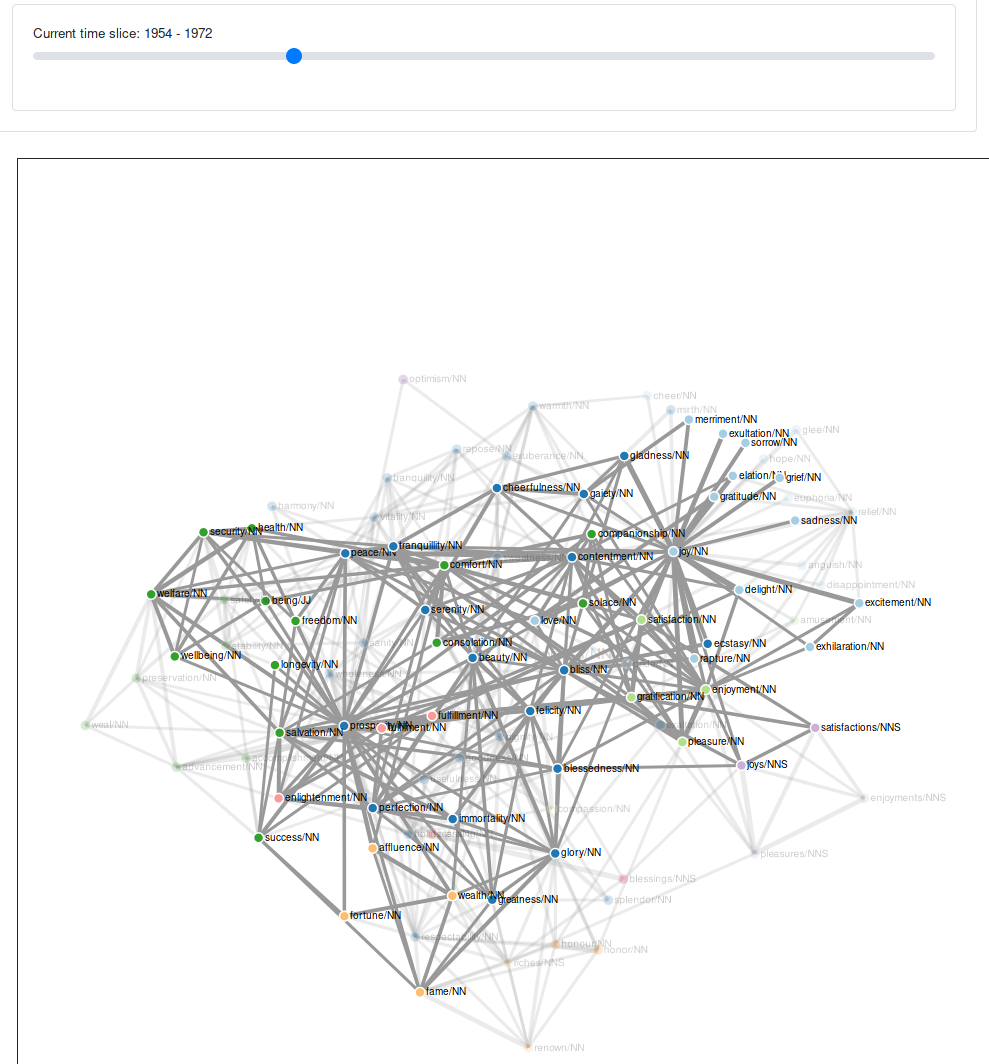 Current time slice: 1954 - 1972
optimism/NN
cheer/NN
warmth/NN
mirth/NN
merriment/NN
glee/NN
exultation/NN
sorrow/NN
repose/NN
exuberance/NN
gladness/NN
hope/NN
tranquility/NN
elation/NN
grief/NN
cheerfulness/NN
gaiety/NN
gratitude/NN
euphoria/NN
harmony/NN
relief/NN
vitality/NN
sadness/NN
health/NN
security/NN
companionship/NN
tranquillity/NN
peace/NN
joy/NN
contentment/NN
comfort/NN
anguish/NN
disappointment/NN
welfare/NN
delight/NN
being/JJ
solace/NN
excitement/NN
serenity/NN
freedom/NN
love/NN
satisfaction/NN
amusement/NN
sanity/NN
consolation/NN
ecstasy/NN
stability/NN
exhilaration/NN
wellbeing/NN
beauty/NN
rapture/NN
longevity/NN
bliss/NN
wholeness/NN
preservation/NN
enjoyment/NN
gratification/NN
felicity/NN
fulfillment/NN
weal/NN
prosperity/NN
fulfilment/NN
satisfactions/NNS
salvation/NN
pleasure/NN
advancement/NN
blessedness/NN
joys/NNS
usefulness/NN
enlightenment/NN
enjoyments/NNS
perfection/NN
compassion/NN
immortality/NN
success/NN
affluence/NN
glory/NN
pleasures/NNS
blessings/NNS
wealth/NN
greatness/NN
splendor/NN
fortune/NN
respectability/NN
honour/NN
honor/NN
riches/NNS
fame/NN
renown/NN